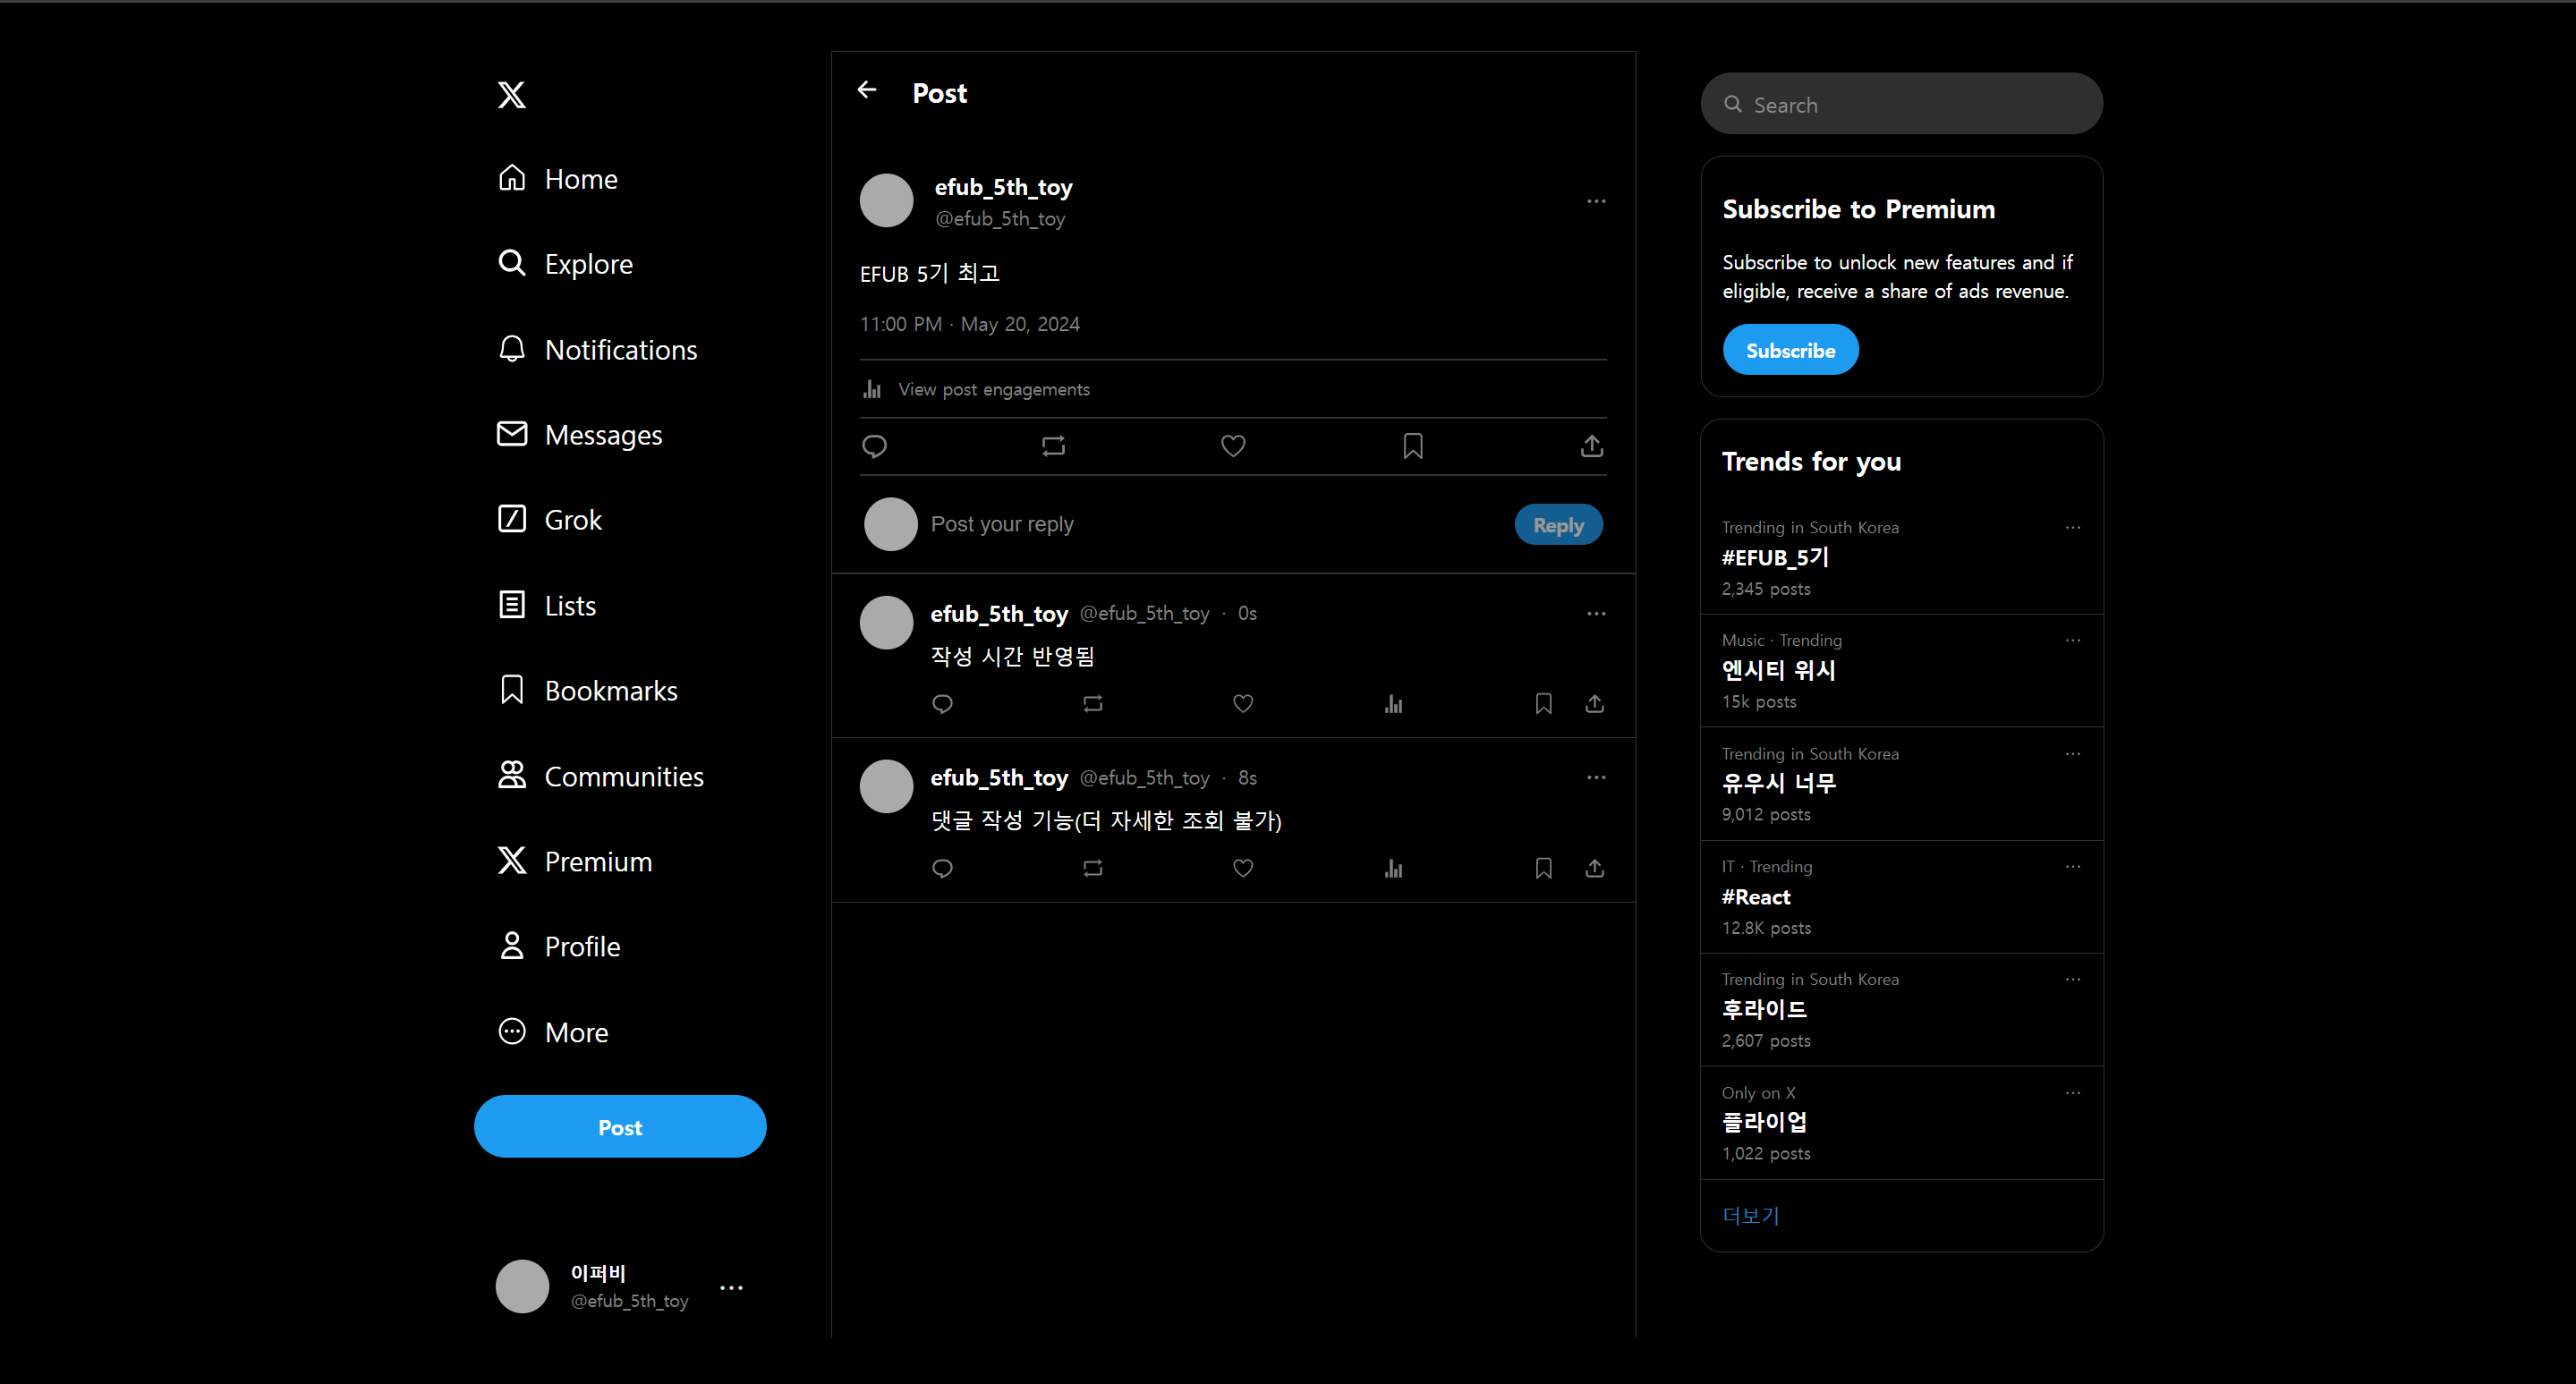 Home
Explore
Notifications
Messages
Grok
Lists
Bookmarks
Communities
Premium
Profile
More
Post
이퍼비
@efub_5th_toy
Post
efub_5th_toy
@efub_5th_toy
EFUB 5기 최고
11:00 PM · May 20, 2024
View post engagements
Post your reply
Reply
efub_5th_toy @efub_5th_toy · 0s
작성 시간 반영됨
efub_5th_toy @efub_5th_toy · 8s
댓글 작성 기능(더 자세한 조회 불가)
Search
Subscribe to Premium
Subscribe to unlock new features and if
eligible, receive a share of ads revenue.
Subscribe
Trends for you
Trending in South Korea
#EFUB_5기
2,345 posts
Music · Trending
엔시티 위시
15k posts
Trending in South Korea
유우시 너무
9,012 posts
IT · Trending
#React
12.8K posts
Trending in South Korea
후라이드
2,607 posts
Only on X
플라이업
1,022 posts
더보기